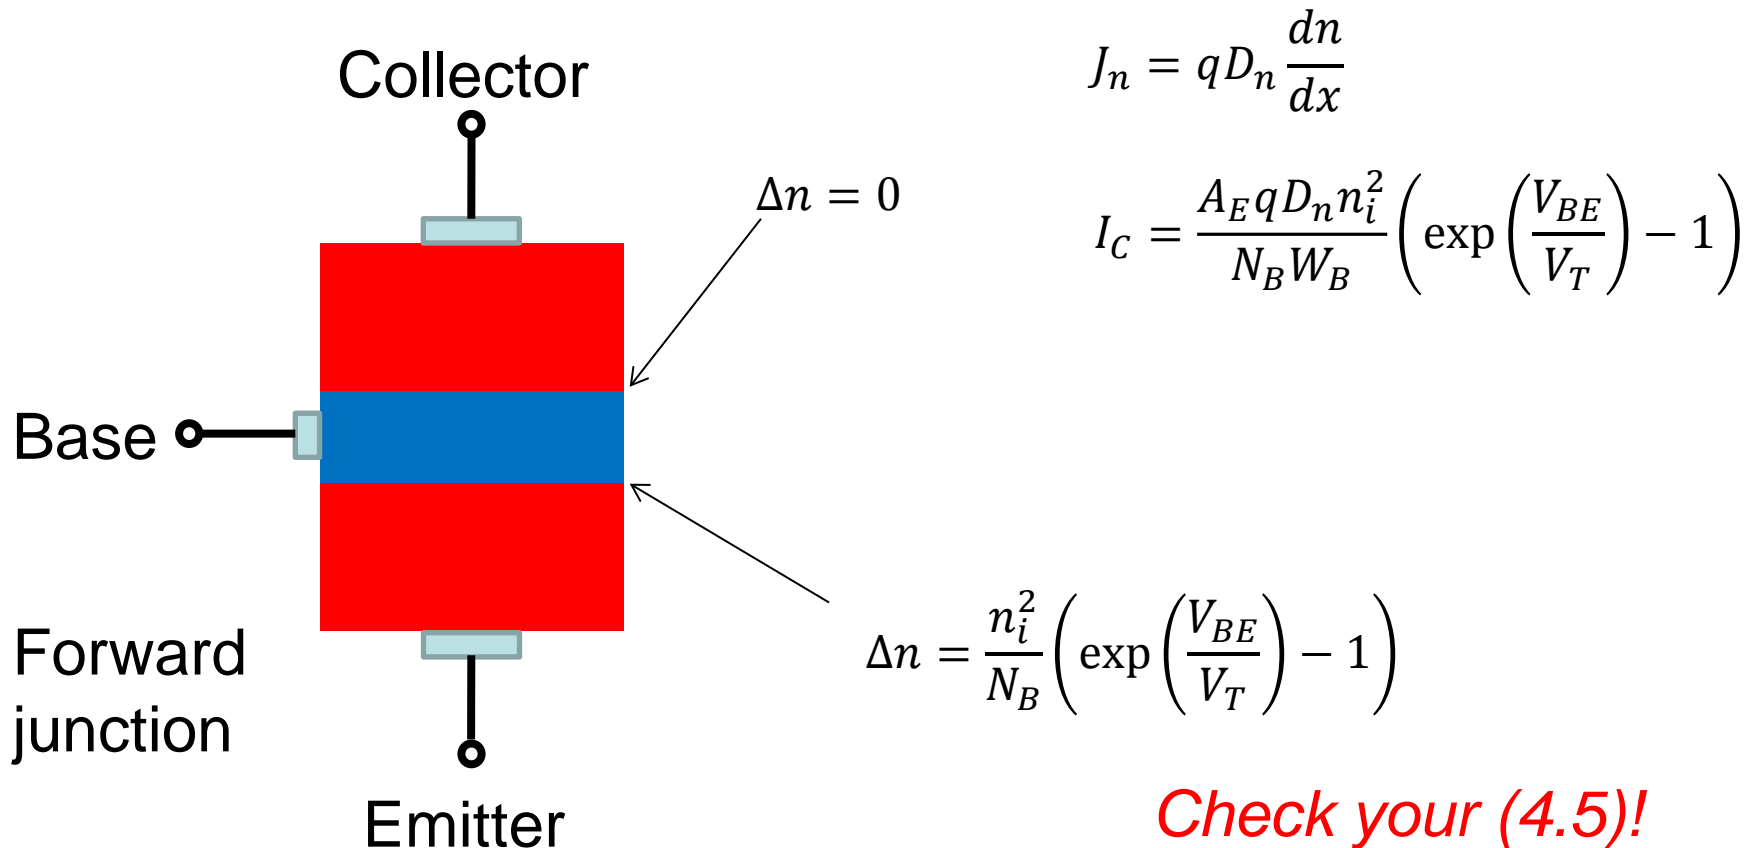 Collector
J_n = qD_n dn/dx
Δn = 0
I_C = A_E qD_n n_i^2 / N_B W_B (exp(V_BE / V_T) − 1)
Base
Forward
junction
Δn = n_i^2 / N_B (exp(V_BE / V_T) − 1)
Emitter
Check your (4.5)!